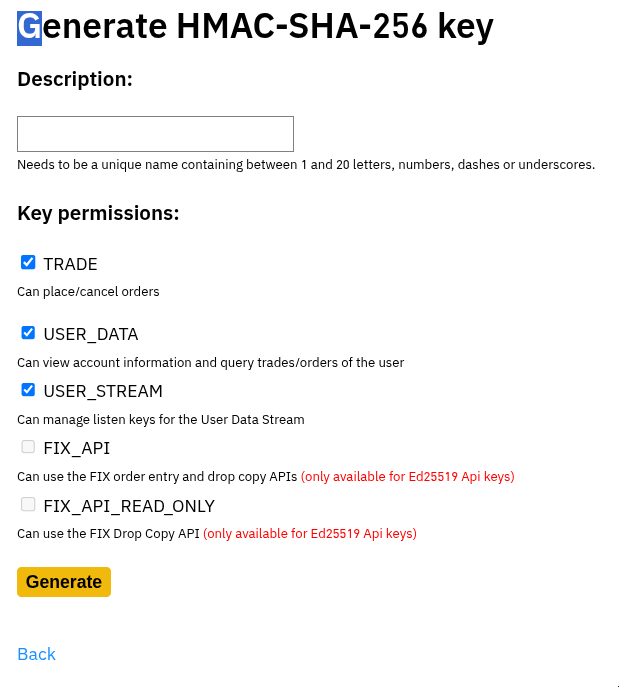 Generate HMAC-SHA-256 key
Description:
Needs to be a unique name containing between 1 and 20 letters, numbers, dashes or underscores.
Key permissions:
TRADE
Can place/cancel orders
USER_DATA
Can view account information and query trades/orders of the user
USER_STREAM
Can manage listen keys for the User Data Stream
FIX_API
Can use the FIX order entry and drop copy APIs (only available for Ed25519 Api keys)
FIX_API_READ_ONLY
Can use the FIX Drop Copy API (only available for Ed25519 Api keys)
Generate
Back